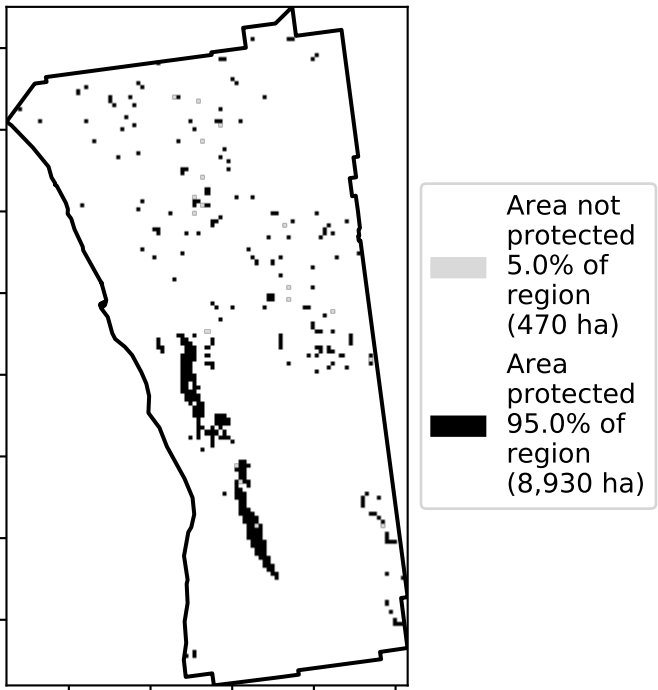 Area not
protected
5.0% of
region
(470 ha)
Area
protected
95.0% of
region
(8,930 ha)